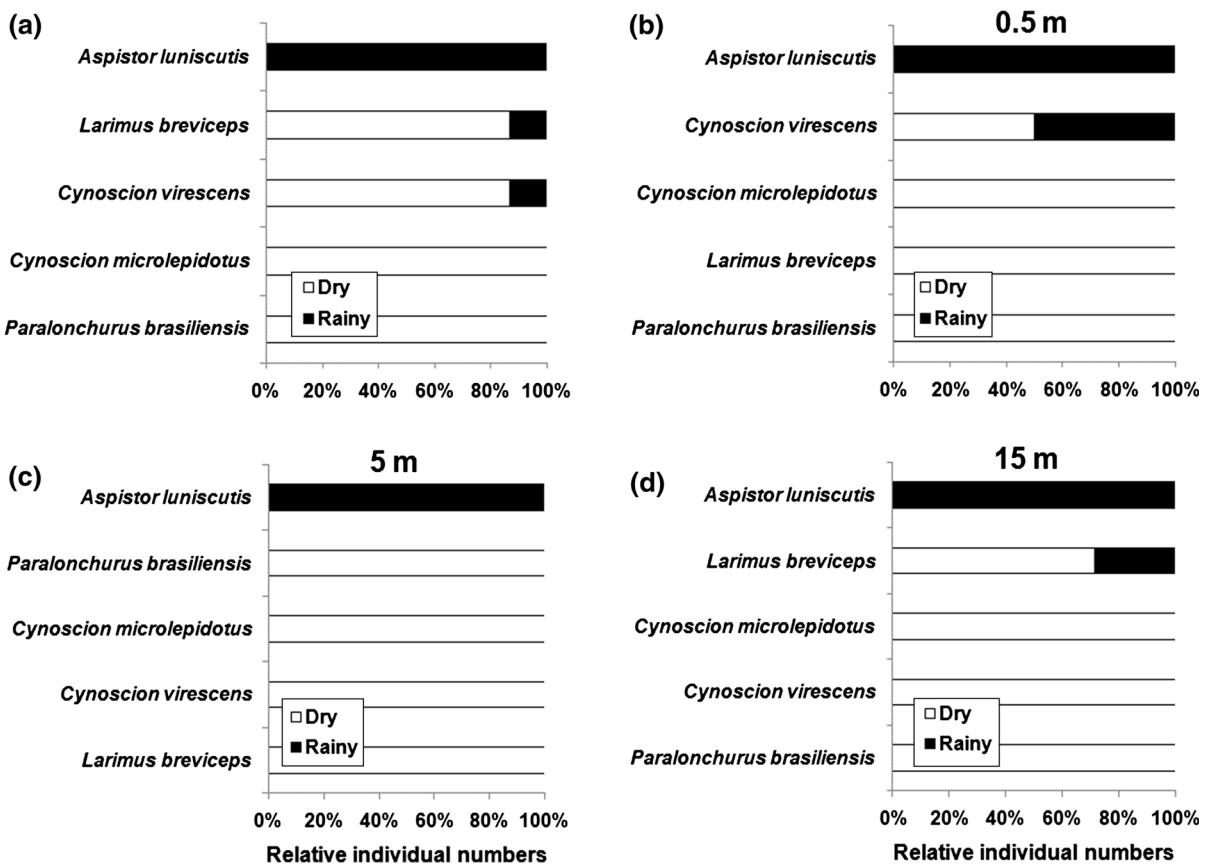 (a)
Aspistor luniscutis
Larimus breviceps
Cynoscion virescens
Cynoscion microlepidotus
Paralonchurus brasiliensis
Dry
Rainy
0% 20% 40% 60% 80% 100%
(b)
0.5 m
Aspistor luniscutis
Cynoscion virescens
Cynoscion microlepidotus
Larimus breviceps
Paralonchurus brasiliensis
Dry
Rainy
0% 20% 40% 60% 80% 100%
(c)
5 m
Aspistor luniscutis
Paralonchurus brasiliensis
Cynoscion microlepidotus
Cynoscion virescens
Larimus breviceps
Dry
Rainy
0% 20% 40% 60% 80% 100%
Relative individual numbers
(d)
15 m
Aspistor luniscutis
Larimus breviceps
Cynoscion microlepidotus
Cynoscion virescens
Paralonchurus brasiliensis
Dry
Rainy
0% 20% 40% 60% 80% 100%
Relative individual numbers